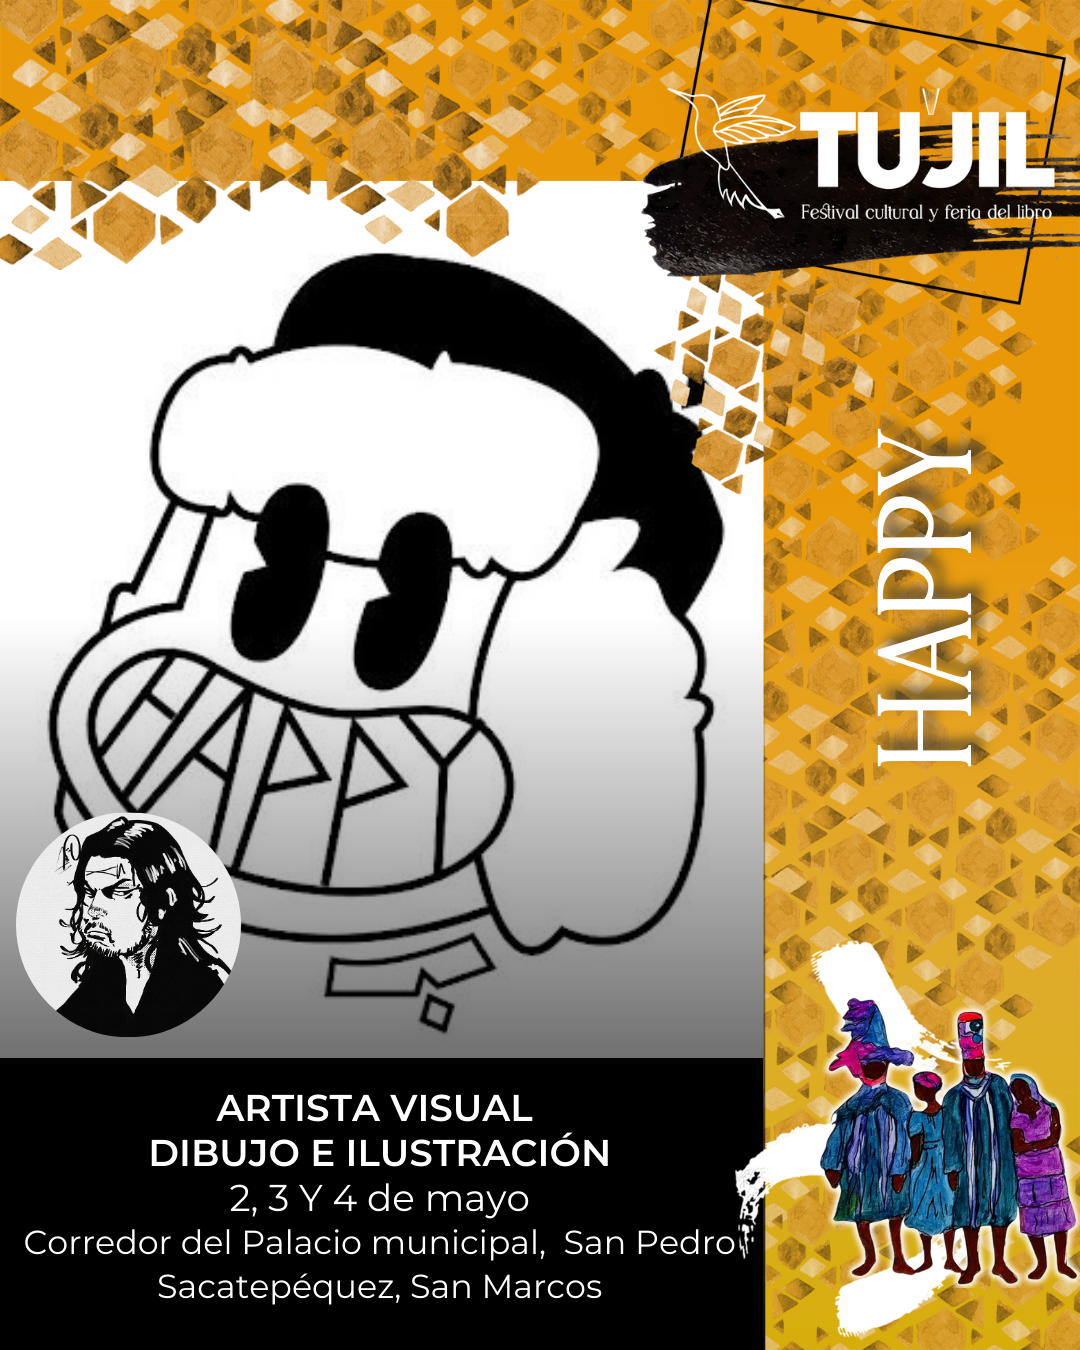 TUJIL
Festival cultural y feria del libro
HAPPY
HAPPY
ARTISTA VISUAL
DIBUJO E ILUSTRACIÓN
2, 3 Y 4 de mayo
Corredor del Palacio municipal, San Pedro
Sacatepéquez, San Marcos